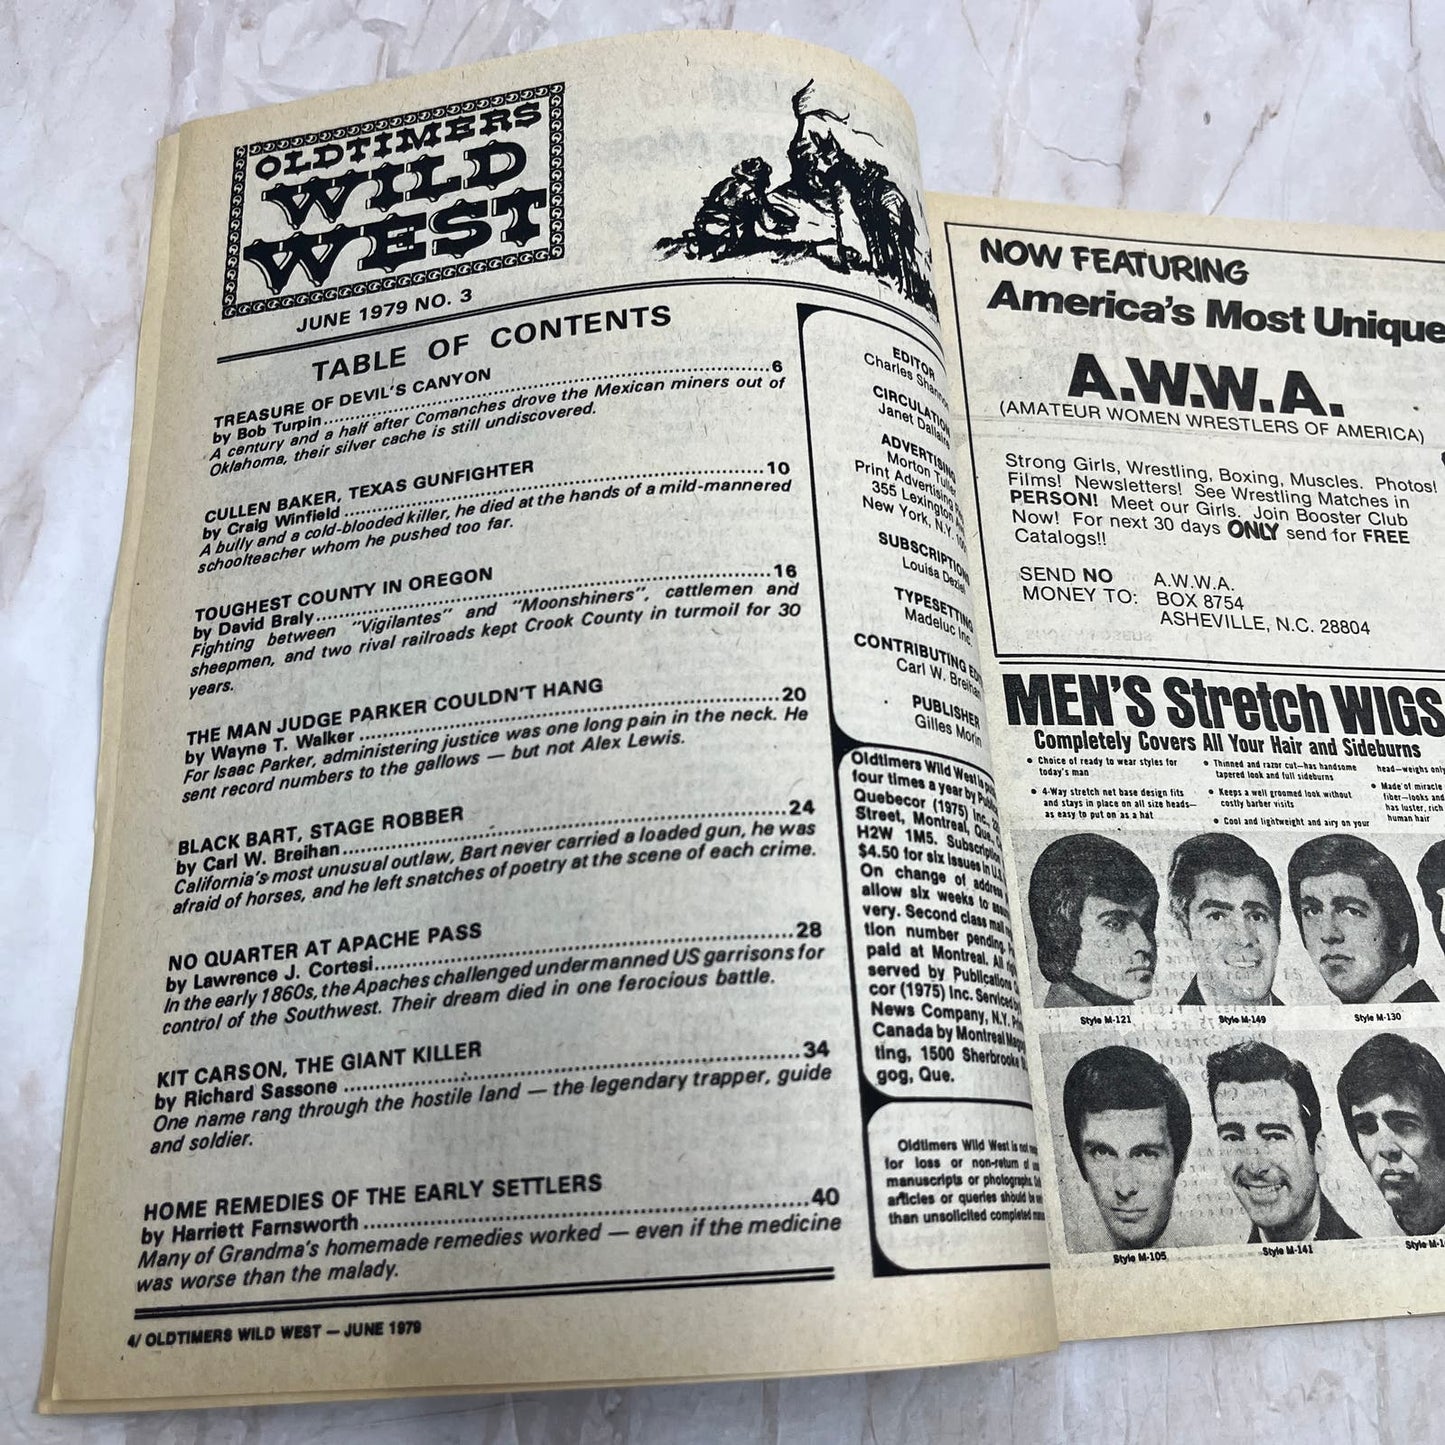 OLDTIMERS
WILD
WEST
JUNE 1979 NO. 3
TABLE OF CONTENTS
TREASURE OF DEVIL'S CANYON
by Bob Turpin 6
A century and a half after Comanches drove the Mexican miners out of
Oklahoma, their silver cache is still undiscovered.
CULLEN BAKER, TEXAS GUNFIGHTER
by Craig Winfield 10
A bully and a cold-blooded killer, he died at the hands of a mild-mannered
schoolteacher whom he pushed too far.
TOUGHEST COUNTY IN OREGON
by David Braly 16
Fighting between "Vigilantes" and "Moonshiners", cattlemen and
sheepmen, and two rival railroads kept Crook County in turmoil for 30
years.
THE MAN JUDGE PARKER COULDN'T HANG
by Wayne T. Walker 20
For Isaac Parker, administering justice was one long pain in the neck. He
sent record numbers to the gallows — but not Alex Lewis.
BLACK BART, STAGE ROBBER
by Carl W. Breihan 24
California's most unusual outlaw, Bart never carried a loaded gun, he was
afraid of horses, and he left snatches of poetry at the scene of each crime.
NO QUARTER AT APACHE PASS
by Lawrence J. Cortesi 28
In the early 1860s, the Apaches challenged undermanned US garrisons for
control of the Southwest. Their dream died in one ferocious battle.
KIT CARSON, THE GIANT KILLER
by Richard Sassone 34
One name rang through the hostile land — the legendary trapper, guide
and soldier.
HOME REMEDIES OF THE EARLY SETTLERS
by Harriett Farnsworth 40
Many of Grandma's homemade remedies worked — even if the medicine
was worse than the malady.
4/ OLDTIMERS WILD WEST — JUNE 1979
EDITOR
Charles
CIRCULATION
Janet Dallaire
ADVERTISING
Morton Tuller
Print Advertising
355 Lexington
New York, N.Y.
SUBSCRIPTIONS
Louisa Deziel
TYPESETTING
Madeluc Inc.
CONTRIBUTING
Carl W. Breihan
PUBLISHER
Gilles Morin
Oldtimers Wild West is
four times a year by
Quebecor (1975) Inc.,
Street, Montreal, Que.
H2W 1M5. Subscription
$4.50 for six issues in
On change of address
allow six weeks to
very. Second class mail
tion number pending.
paid at Montreal. All
served by Publications
cor (1975) Inc. Serviced
News Company, N.Y.
Canada by Montreal
ting, 1500 Sherbrooke
gog, Que.
Oldtimers Wild West is not
for loss or non-return of
manuscripts or photographs.
articles or queries should be
than unsolicited completed
NOW FEATURING
America's Most Unique
A.W.W.A.
(AMATEUR WOMEN WRESTLERS OF AMERICA)
Strong Girls, Wrestling, Boxing, Muscles. Photos!
Films! Newsletters! See Wrestling Matches in
PERSON! Meet our Girls. Join Booster Club
Now! For next 30 days ONLY send for FREE
Catalogs!!
SEND NO A.W.W.A.
MONEY TO: BOX 8754
ASHEVILLE, N.C. 28804
MEN'S Stretch WIGS
Completely Covers All Your Hair and Sideburns
• Choice of ready to wear styles for
today's man
• 4-Way stretch net base design fits
and stays in place on all size heads—
as easy to put on as a hat
• Thinned and razor cut—has handsome
tapered look and full sideburns
• Keeps a well groomed look without
costly barber visits
• Cool and lightweight and airy on your
head—weighs only
• Made of miracle
fiber—looks and
has luster, rich
human hair
Style M-121
Style M-149
Style M-130
Style M-105
Style M-141